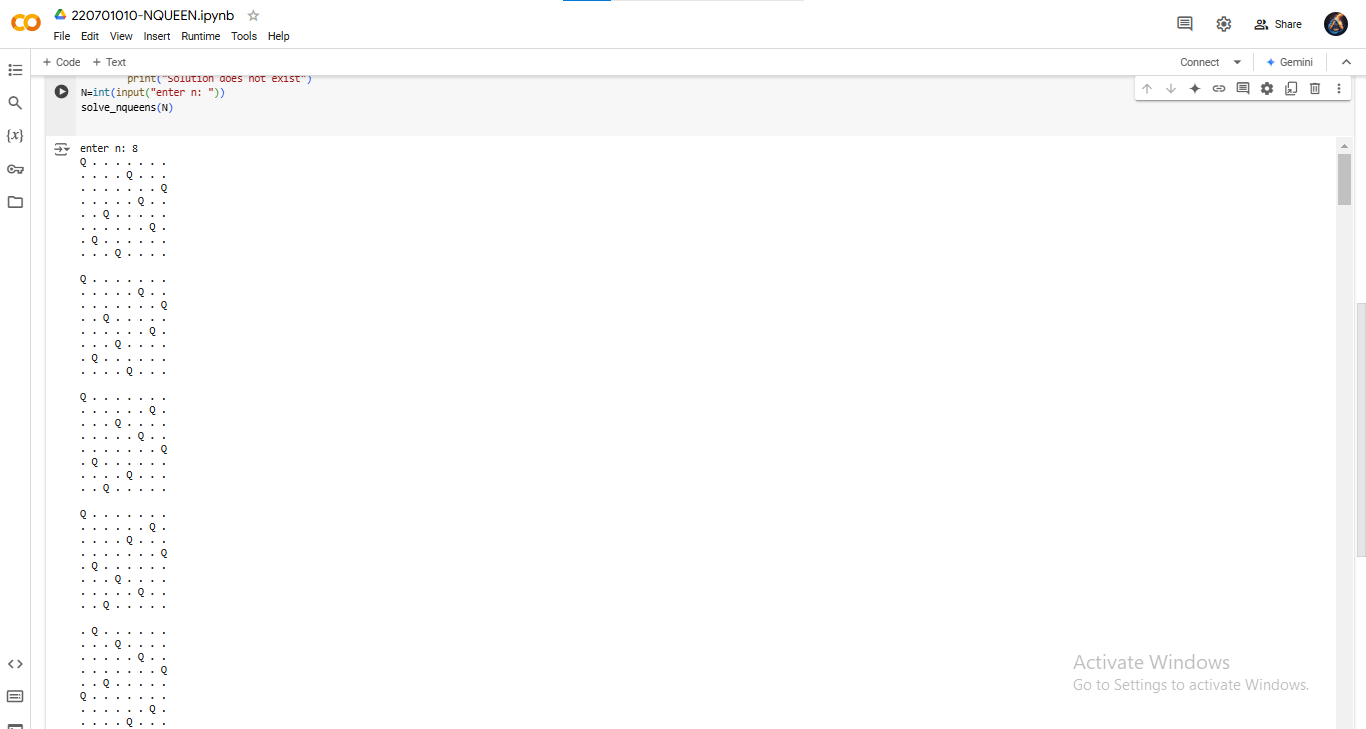 220701010-NQUEEN.ipynb
File Edit View Insert Runtime Tools Help
Share
+ Code + Text
Connect
Gemini
print("Solution does not exist")
N=int(input("enter n: "))
solve_nqueens(N)
{x}
enter n: 8
Q . . . . . . .
. . . . Q . . .
. . . . . . . Q
. . . . . Q . .
. . Q . . . . .
. . . . . . Q .
. Q . . . . . .
. . . Q . . . .
Q . . . . . . .
. . . . . Q . .
. . . . . . . Q
. . Q . . . . .
. . . . . . Q .
. . . Q . . . .
. Q . . . . . .
. . . . Q . . .
Q . . . . . . .
. . . . . . Q .
. . . Q . . . .
. . . . . Q . .
. . . . . . . Q
. Q . . . . . .
. . . . Q . . .
. . Q . . . . .
Q . . . . . . .
. . . . . . Q .
. . . . Q . . .
. . . . . . . Q
. Q . . . . . .
. . . Q . . . .
. . . . . Q . .
. . Q . . . . .
. Q . . . . . .
. . . Q . . . .
. . . . . Q . .
. . . . . . . Q
. . Q . . . . .
Q . . . . . . .
. . . . . . Q .
. . . . Q . . .
Activate Windows
Go to Settings to activate Windows.